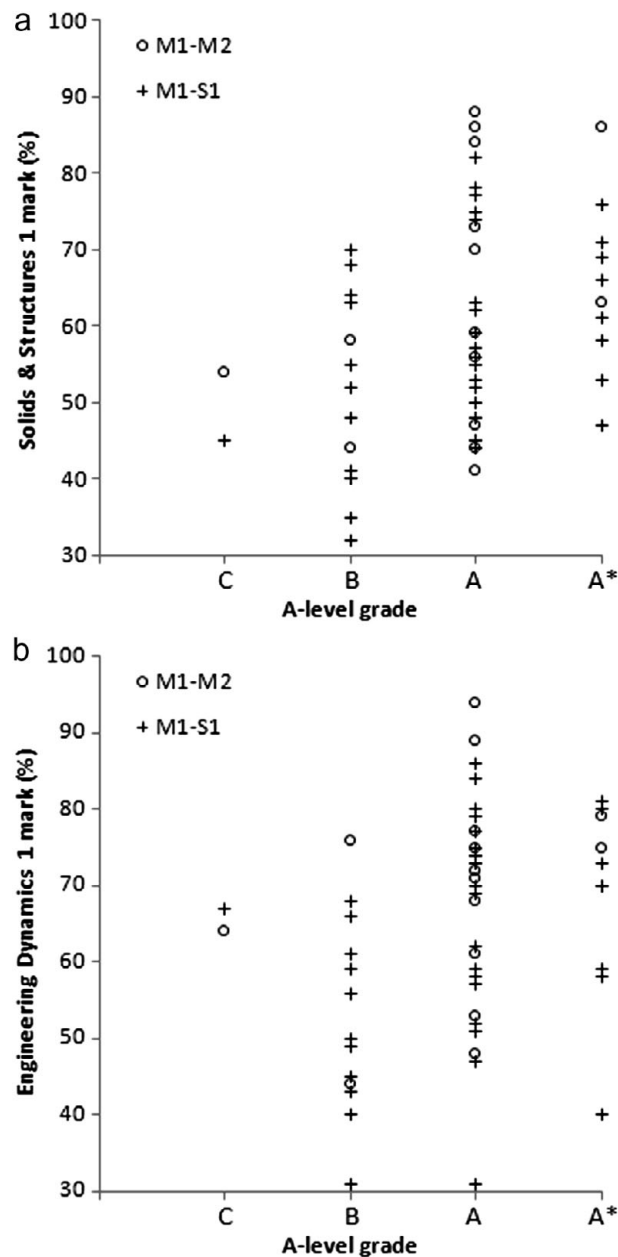 a
100
90
80
70
60
50
40
30
Solids & Structures 1 mark (%)
o M1-M2
+ M1-S1
C B A A*
A-level grade
b
100
90
80
70
60
50
40
30
Engineering Dynamics 1 mark (%)
o M1-M2
+ M1-S1
C B A A*
A-level grade